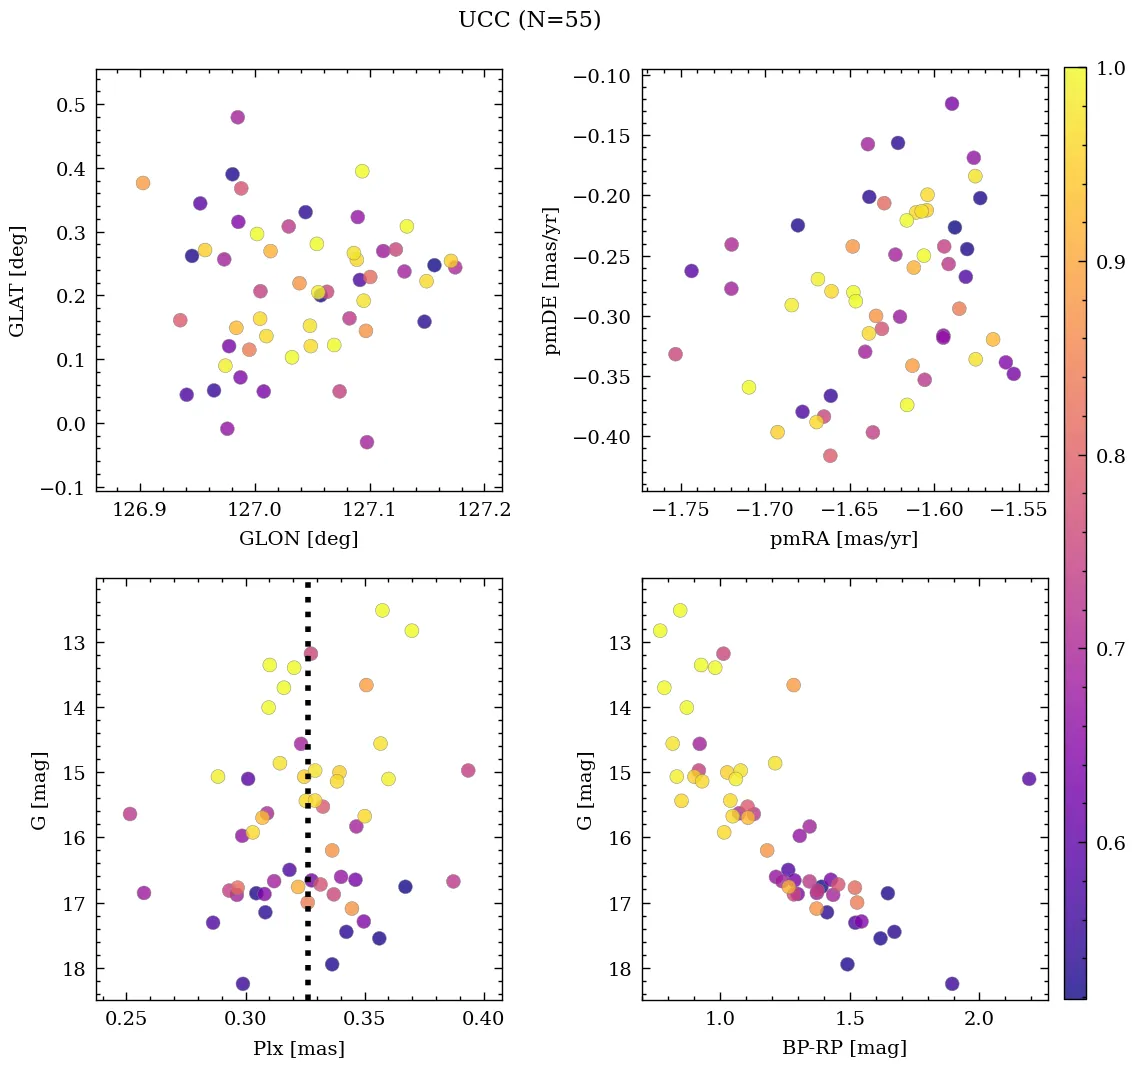 UCC (N=55)
0.5
0.4
0.3
0.2
0.1
0.0
−0.1
GLAT [deg]
126.9 127.0 127.1 127.2
GLON [deg]
−0.10
−0.15
−0.20
−0.25
−0.30
−0.35
−0.40
pmDE [mas/yr]
−1.75 −1.70 −1.65 −1.60 −1.55
pmRA [mas/yr]
13
14
15
16
17
18
G [mag]
0.25 0.30 0.35 0.40
Plx [mas]
13
14
15
16
17
18
G [mag]
1.0 1.5 2.0
BP-RP [mag]
1.0
0.9
0.8
0.7
0.6